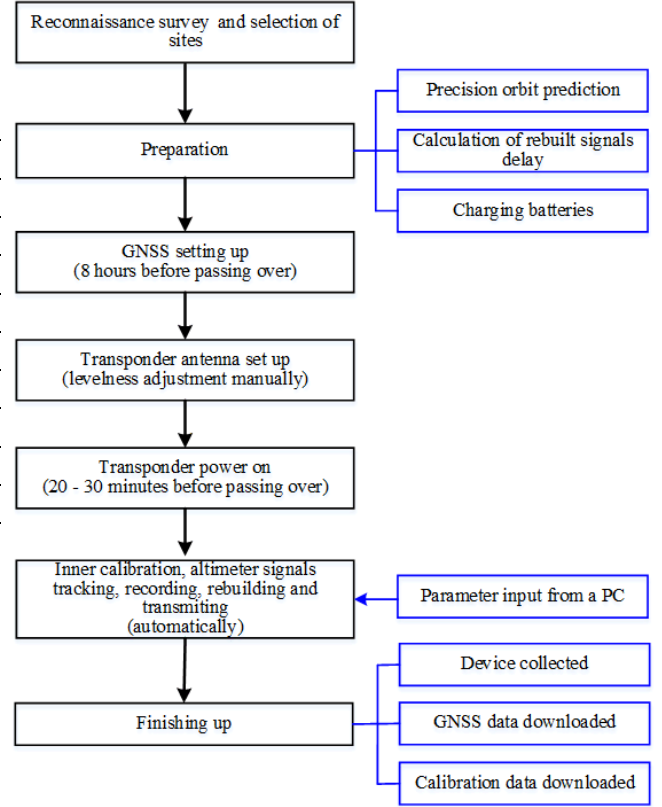 Reconnaissance survey and selection of
sites
Precision orbit prediction
Preparation
Calculation of rebuilt signals
delay
Charging batteries
GNSS setting up
(8 hours before passing over)
Transponder antenna set up
(levelness adjustment manually)
Transponder power on
(20 - 30 minutes before passing over)
Inner calibration, altimeter signals
tracking, recording, rebuilding and
transmiting
(automatically)
Parameter input from a PC
Device collected
Finishing up
GNSS data downloaded
Calibration data downloaded